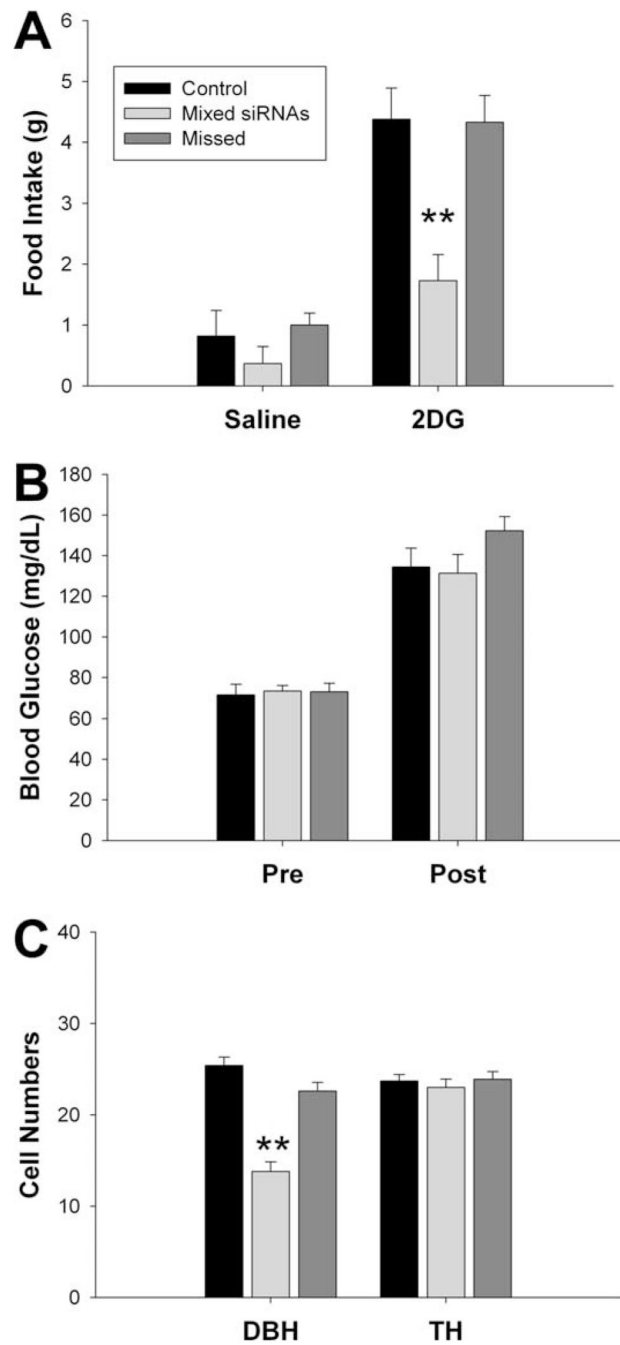 A
Food Intake (g)
6
5
4
3
2
1
0
Control
Mixed siRNAs
Missed
**
Saline 2DG
B
Blood Glucose (mg/dL)
180
160
140
120
100
80
60
40
20
0
Pre Post
C
Cell Numbers
40
30
20
10
0
**
DBH TH